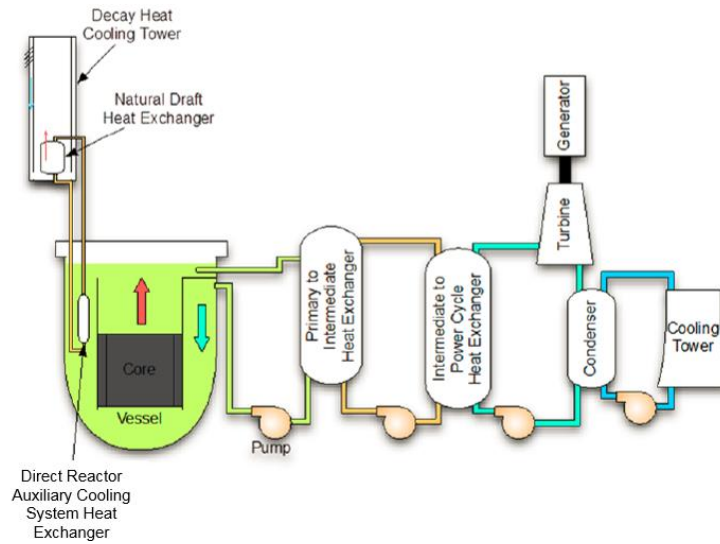 Decay Heat
Cooling Tower
Natural Draft
Heat Exchanger
Generator
Turbine
Primary to
Intermediate
Heat Exchanger
Intermediate to
Power Cycle
Heat Exchanger
Condenser
Cooling
Tower
Core
Vessel
Pump
Direct Reactor
Auxiliary Cooling
System Heat
Exchanger